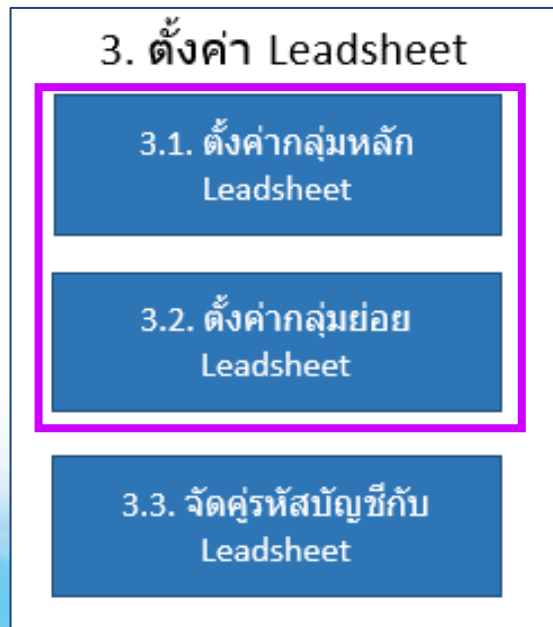 3. ตั้งค่า Leadsheet
3.1. ตั้งค่ากลุ่มหลัก
Leadsheet
3.2. ตั้งค่ากลุ่มย่อย
Leadsheet
3.3. จัดคู่รหัสบัญชีกับ
Leadsheet